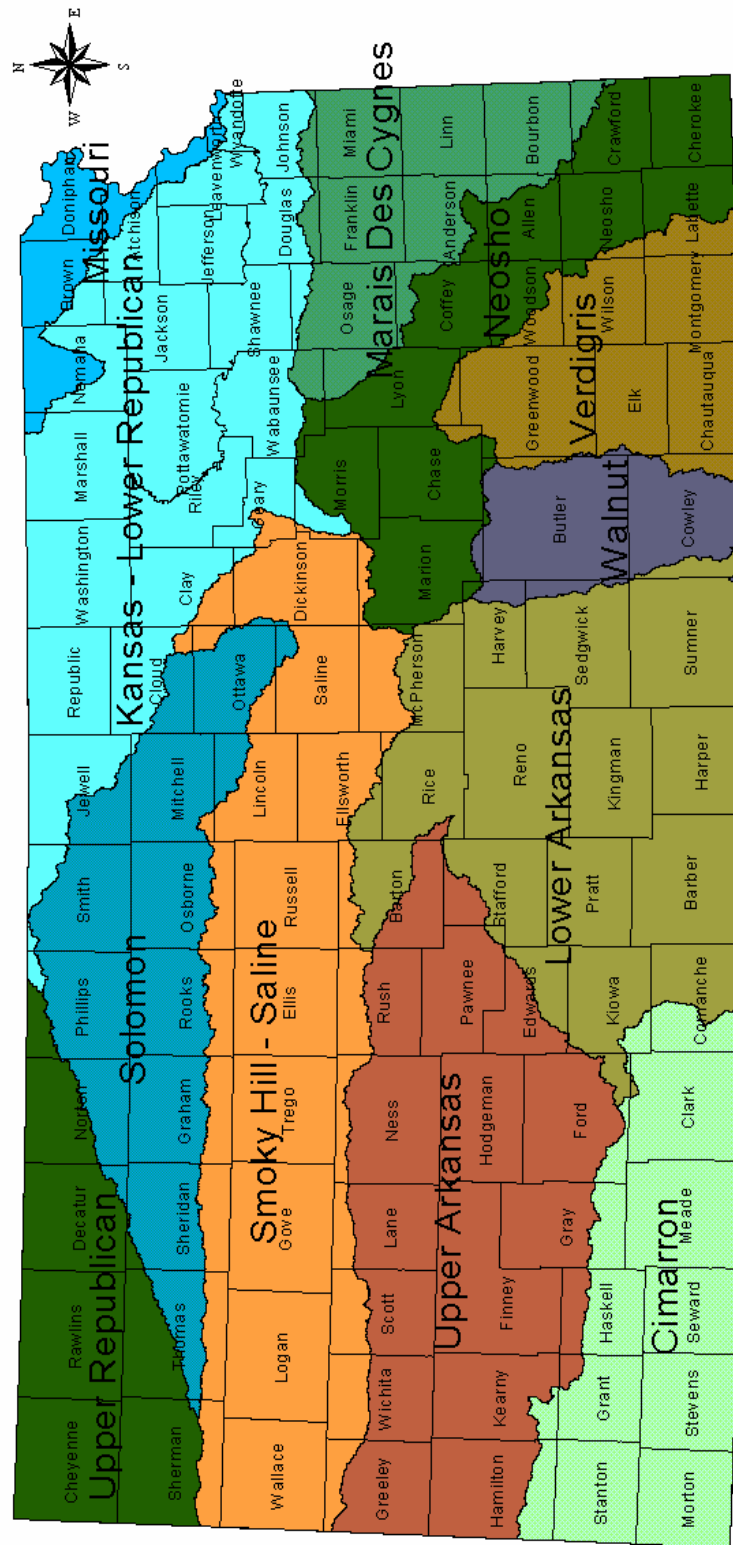 N
E
W
S
Upper Republican
Solomon
Kansas - Lower Republican
Missouri
Smoky Hill - Saline
Upper Arkansas
Lower Arkansas
Cimarron
Walnut
Verdigris
Neosho
Marais Des Cygnes
Cheyenne
Rawlins
Decatur
Norton
Phillips
Smith
Jewell
Republic
Washington
Marshall
Nemaha
Brown
Doniphan
Sherman
Thomas
Sheridan
Graham
Rooks
Osborne
Mitchell
Cloud
Clay
Riley
Pottawatomie
Jackson
Atchison
Jefferson
Leavenworth
Wyandotte
Wallace
Logan
Gove
Trego
Ellis
Russell
Lincoln
Ottawa
Saline
Ellsworth
Dickinson
Geary
Wabaunsee
Shawnee
Douglas
Johnson
Greeley
Wichita
Scott
Lane
Ness
Rush
Barton
Rice
McPherson
Marion
Morris
Chase
Lyon
Osage
Franklin
Miami
Hamilton
Kearny
Finney
Hodgeman
Pawnee
Stafford
Reno
Harvey
Butler
Greenwood
Coffey
Anderson
Linn
Gray
Ford
Edwards
Pratt
Kingman
Sedgwick
Woodson
Allen
Bourbon
Stanton
Grant
Haskell
Kiowa
Elk
Wilson
Neosho
Crawford
Morton
Stevens
Seward
Meade
Clark
Comanche
Barber
Harper
Sumner
Cowley
Chautauqua
Montgomery
Labette
Cherokee